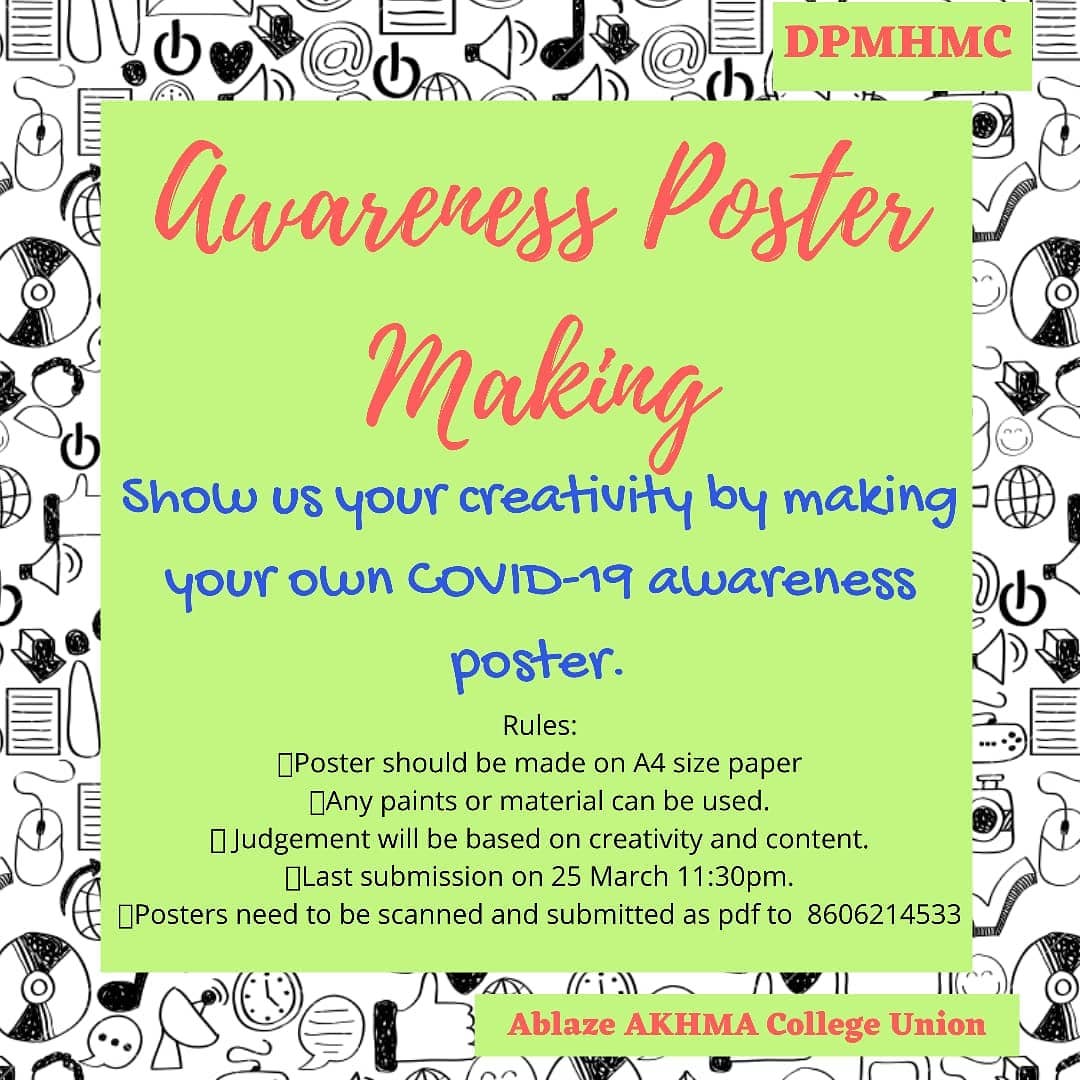 DPMHMC
Awareness Poster
Making
Show us your creativity by making
your own COVID-19 awareness
poster.
Rules:
▯Poster should be made on A4 size paper
▯Any paints or material can be used.
▯ Judgement will be based on creativity and content.
▯Last submission on 25 March 11:30pm.
▯Posters need to be scanned and submitted as pdf to 8606214533
Ablaze AKHMA College Union